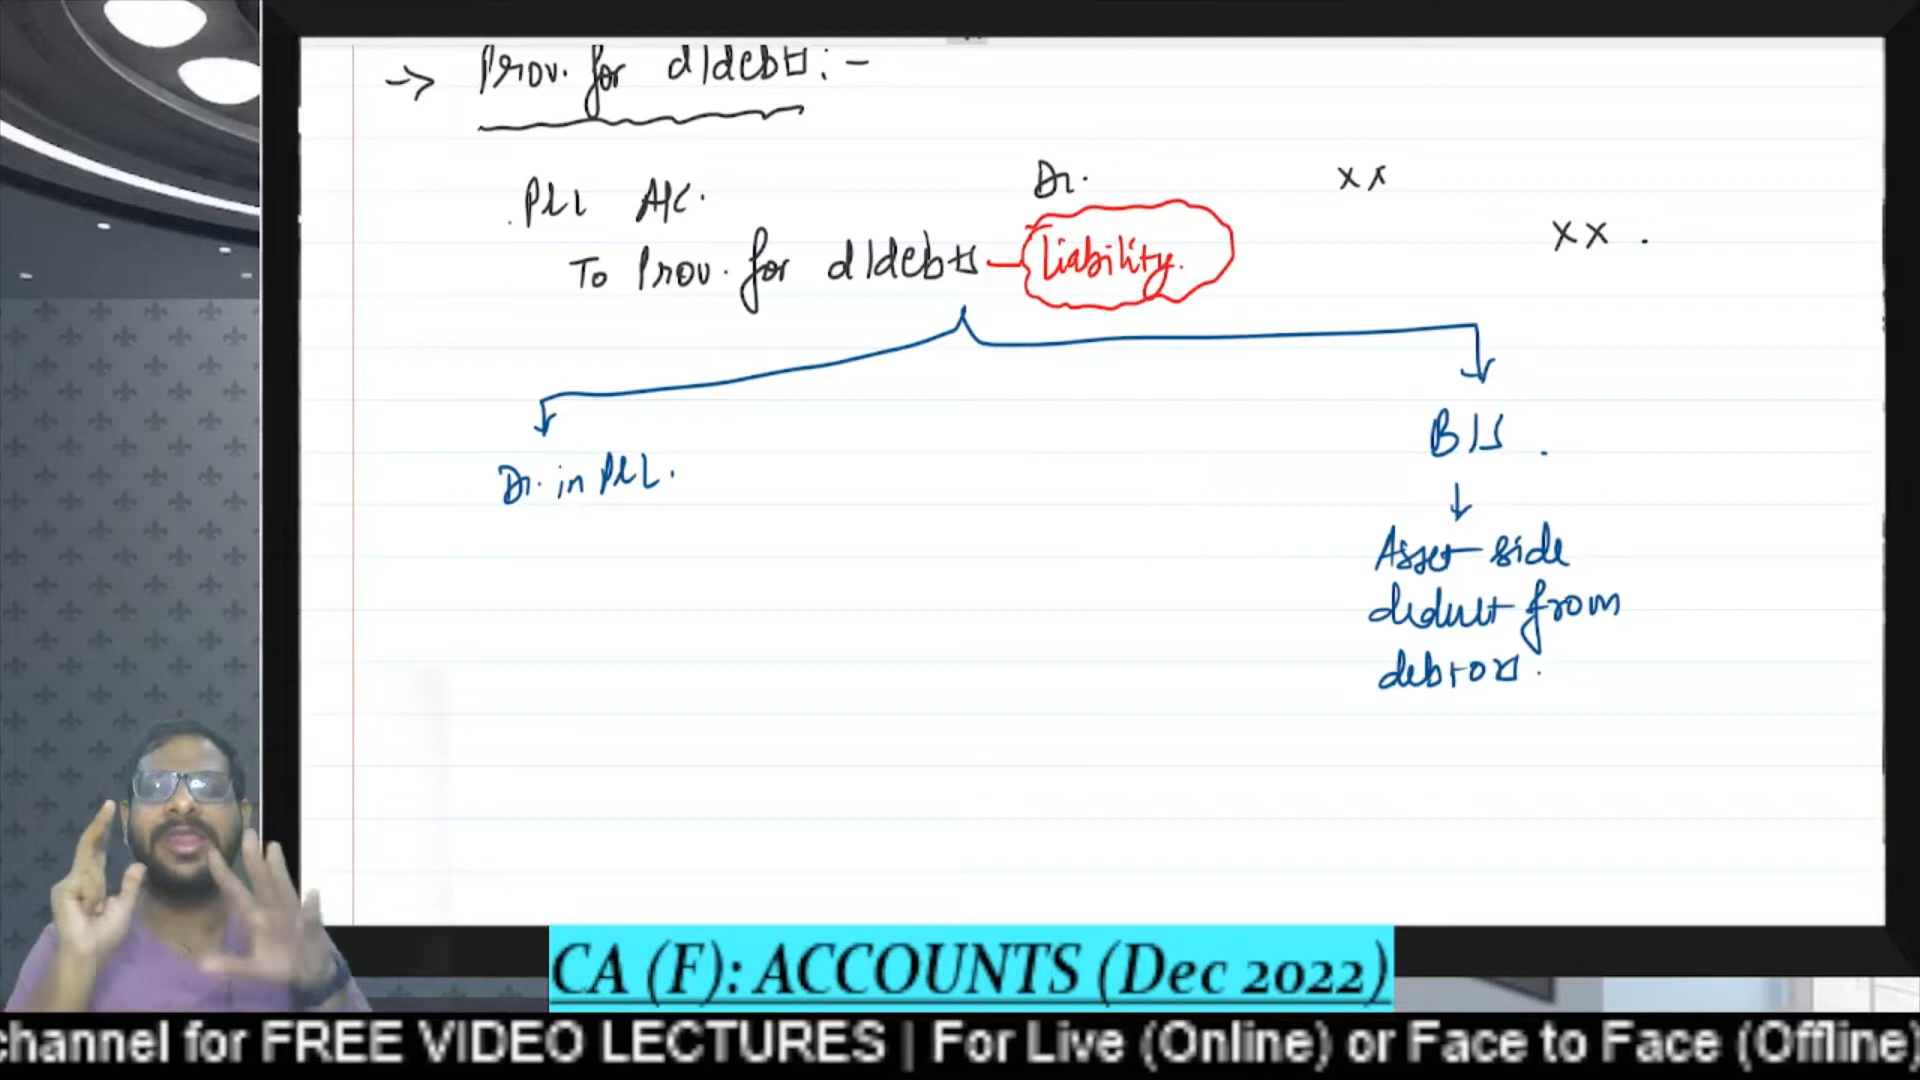 -> Prov. for d/debts:-
P&L A/c. Dr. xx
To Prov. for d/debts - liability. xx.
Dr. in P&L.
B/S.
Asset side
deduct from
debtors.
CA (F): ACCOUNTS (Dec 2022)
channel for FREE VIDEO LECTURES | For Live (Online) or Face to Face (Offline)